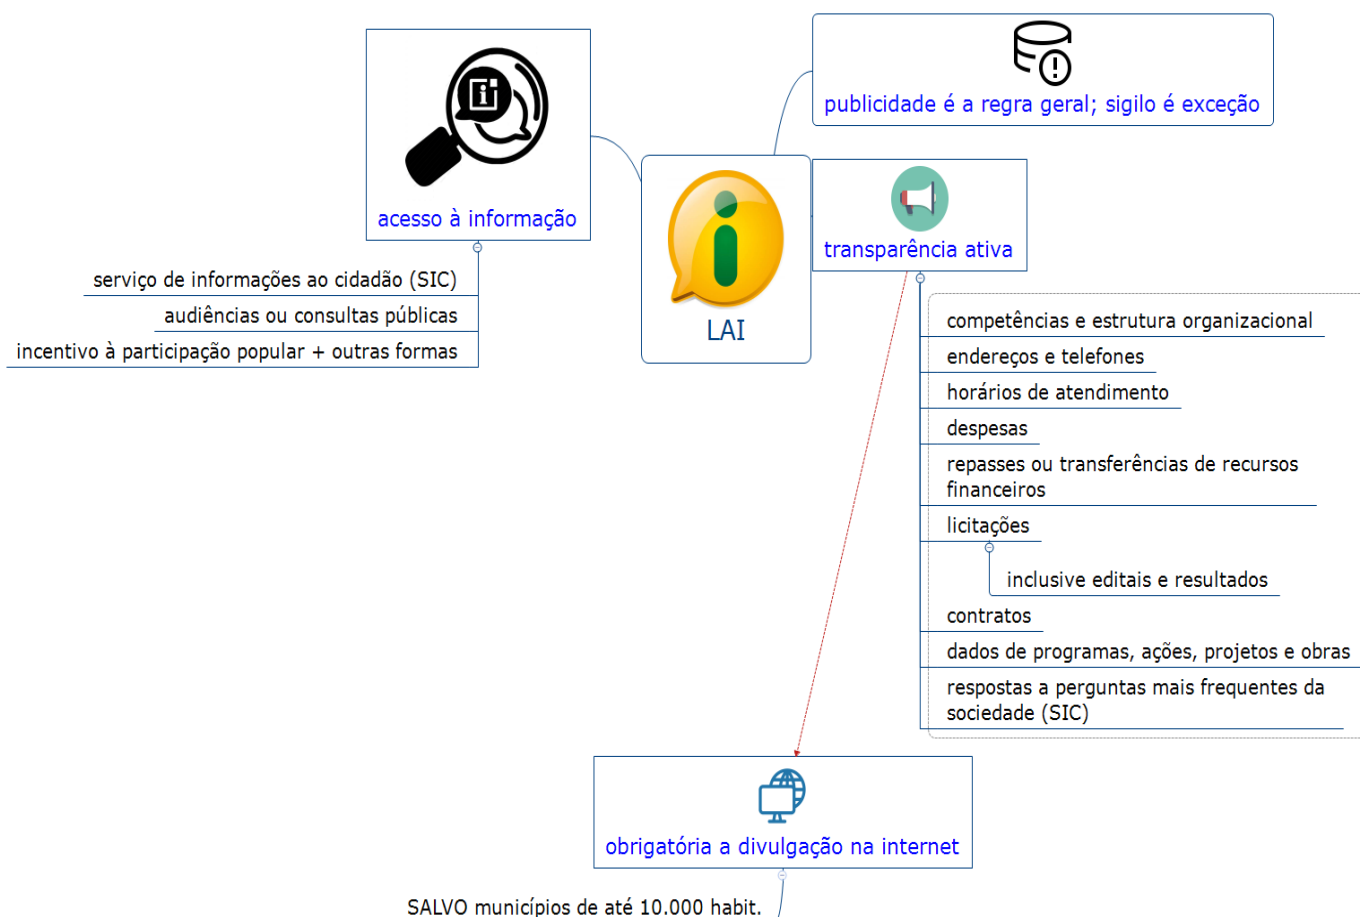 publicidade é a regra geral; sigilo é exceção
acesso à informação
serviço de informações ao cidadão (SIC)
audiências ou consultas públicas
incentivo à participação popular + outras formas
LAI
transparência ativa
competências e estrutura organizacional
endereços e telefones
horários de atendimento
despesas
repasses ou transferências de recursos
financeiros
licitações
inclusive editais e resultados
contratos
dados de programas, ações, projetos e obras
respostas a perguntas mais frequentes da
sociedade (SIC)
obrigatória a divulgação na internet
SALVO municípios de até 10.000 habit.